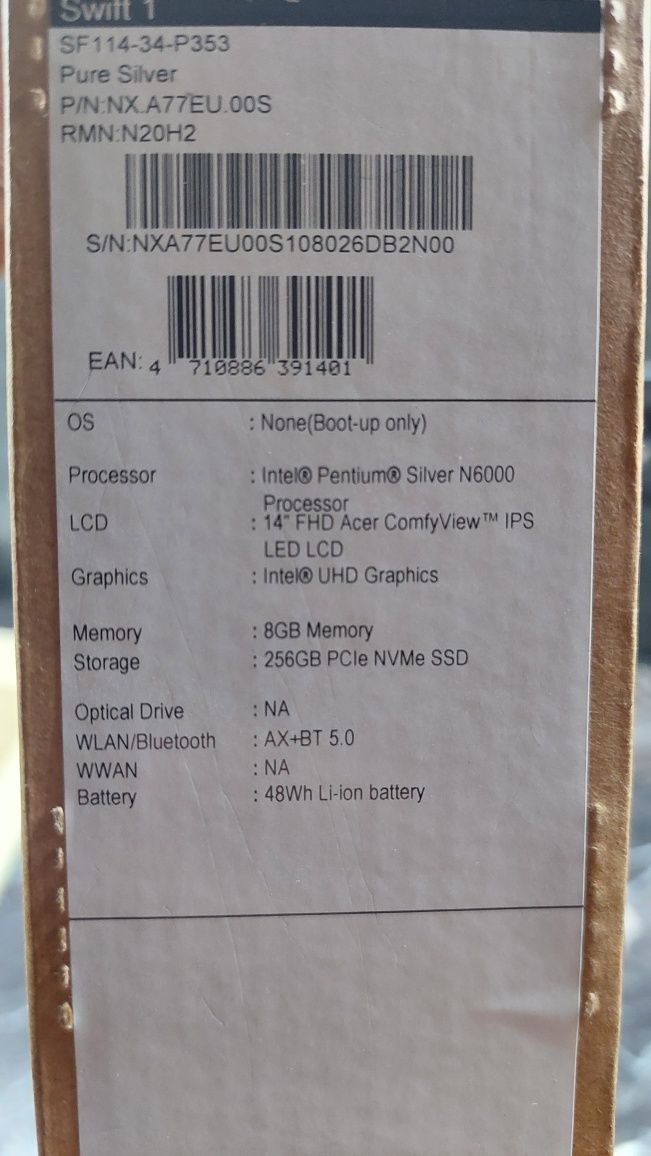 Swift 1
SF114-34-P353
Pure Silver
P/N:NX.A77EU.00S
RMN:N20H2
S/N:NXA77EU00S108026DB2N00
EAN: 4 710886 391401
OS : None(Boot-up only)
Processor : Intel® Pentium® Silver N6000
Processor
LCD : 14" FHD Acer ComfyView™ IPS
LED LCD
Graphics : Intel® UHD Graphics
Memory : 8GB Memory
Storage : 256GB PCIe NVMe SSD
Optical Drive : NA
WLAN/Bluetooth : AX+BT 5.0
WWAN : NA
Battery : 48Wh Li-ion battery